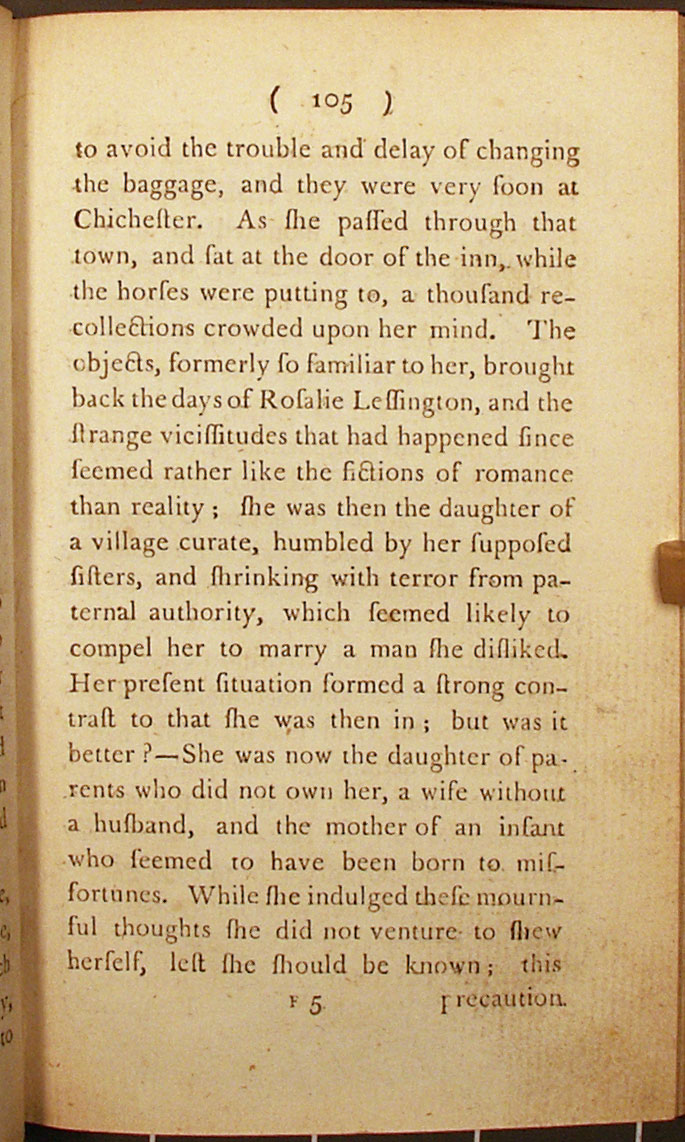 ( 105 )
to avoid the trouble and delay of changing
the baggage, and they were very ſoon at
Chicheſter. As ſhe paſſed through that
town, and ſat at the door of the inn, while
the horſes were putting to, a thouſand re-
collections crowded upon her mind. The
objects, formerly ſo familiar to her, brought
back the days of Roſalie Leſſington, and the
ſtrange viciſſitudes that had happened ſince
ſeemed rather like the fictions of romance
than reality; ſhe was then the daughter of
a village curate, humbled by her ſuppoſed
ſiſters, and ſhrinking with terror from pa-
ternal authority, which ſeemed likely to
compel her to marry a man ſhe diſliked.
Her preſent ſituation formed a ſtrong con-
traſt to that ſhe was then in; but was it
better?—She was now the daughter of pa-
rents who did not own her, a wife without
a huſband, and the mother of an infant
who ſeemed to have been born to miſ-
fortunes. While ſhe indulged theſe mourn-
ful thoughts ſhe did not venture to ſhew
herſelf, leſt ſhe ſhould be known; this
F 5 precaution